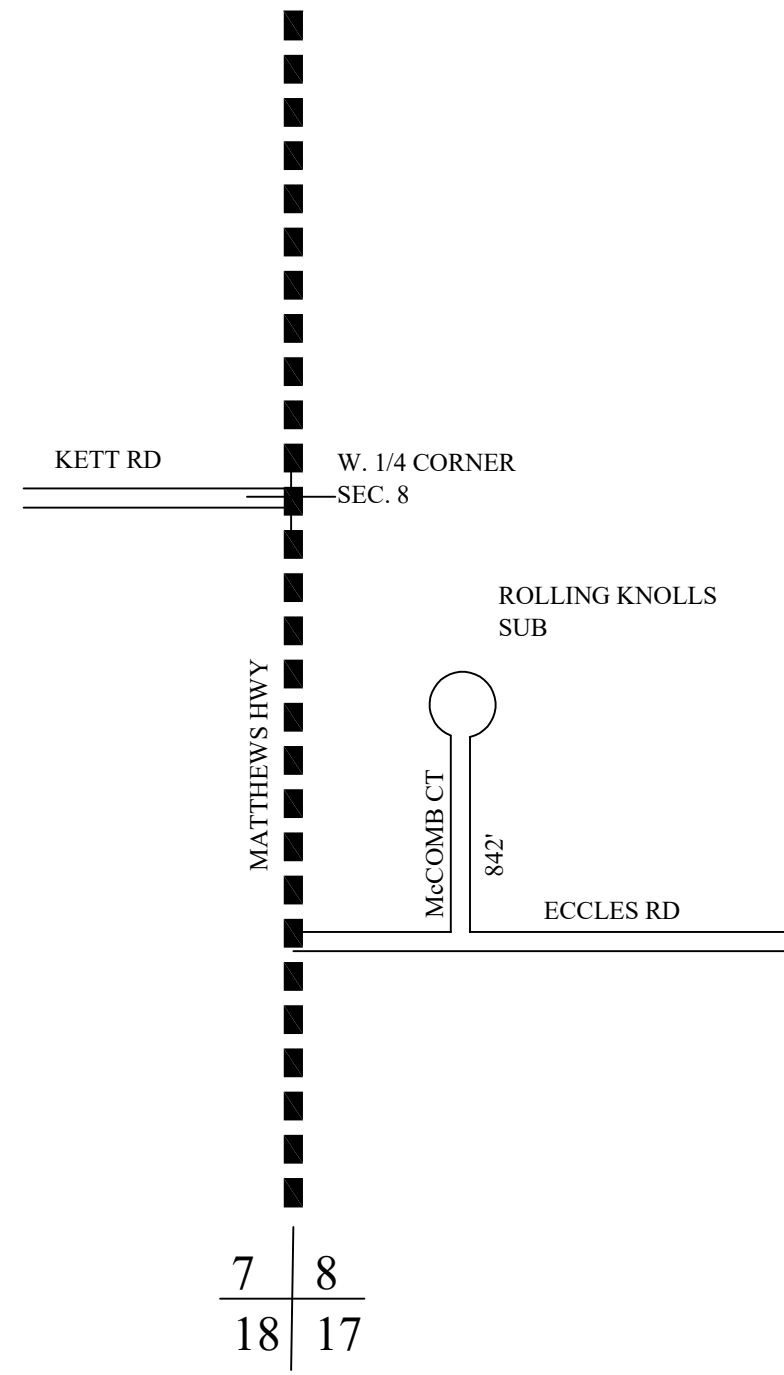 KETT RD
W. 1/4 CORNER
SEC. 8
ROLLING KNOLLS
SUB
MATTHEWS HWY
McCOMB CT
842'
ECCLES RD
7 8
18 17